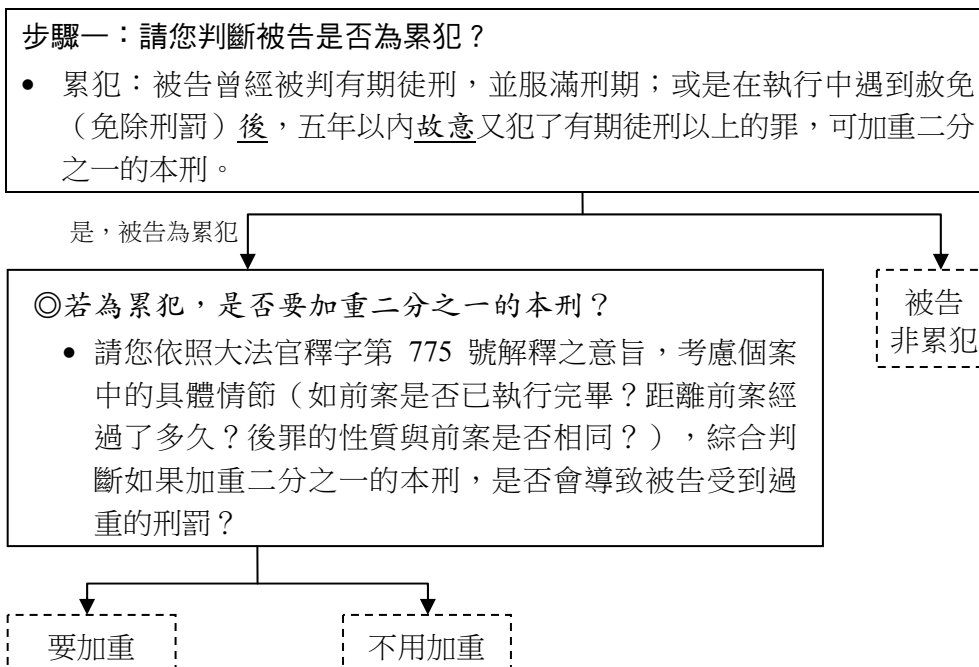 步驟一：請您判斷被告是否為累犯？
• 累犯：被告曾經被判有期徒刑，並服滿刑期；或是在執行中遇到赦免
（免除刑罰）後，五年以內故意又犯了有期徒刑以上的罪，可加重二分
之一的本刑。
是，被告為累犯
◎若為累犯，是否要加重二分之一的本刑？
• 請您依照大法官釋字第 775 號解釋之意旨，考慮個案
中的具體情節（如前案是否已執行完畢？距離前案經
過了多久？後罪的性質與前案是否相同？），綜合判
斷如果加重二分之一的本刑，是否會導致被告受到過
重的刑罰？
被告
非累犯
要加重
不用加重